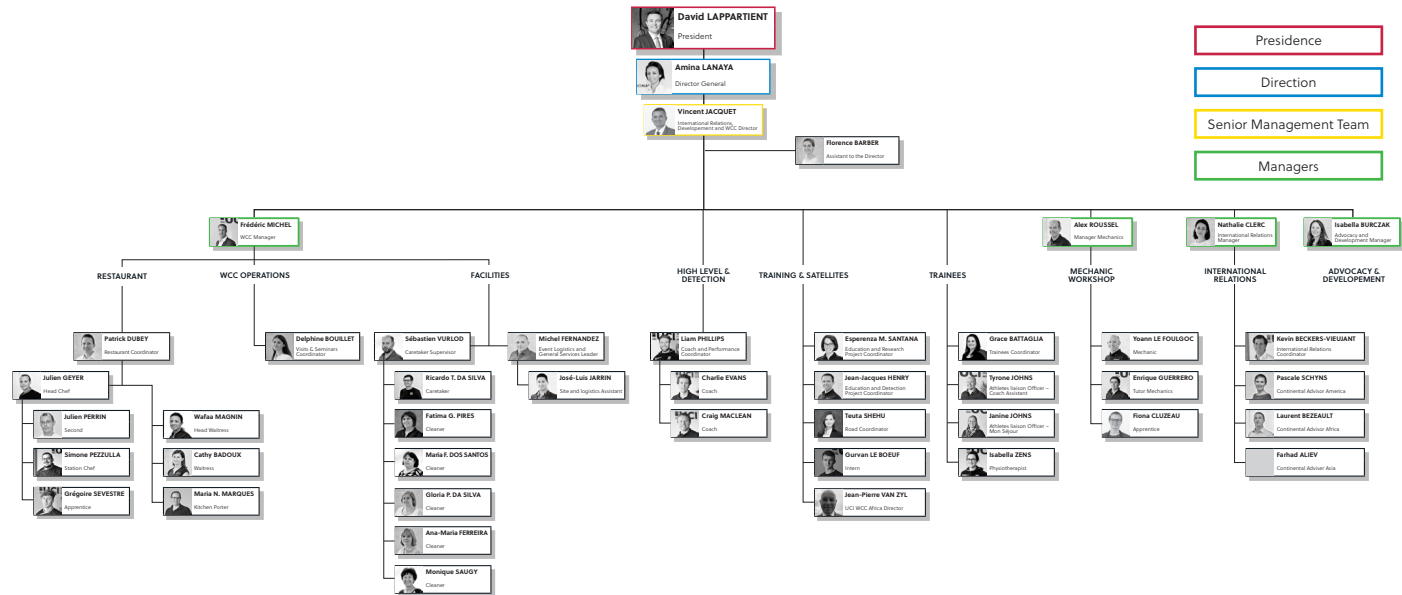 David LAPPARTIENT
President
Amina LANAYA
Director General
Vincent JACQUET
International Relations,
Developement and WCC Director
Florence BARBER
Assistant to the Director
Presidence
Direction
Senior Management Team
Managers
Frédéric MICHEL
WCC Manager
Alex ROUSSEL
Manager Mechanics
Nathalie CLERC
International Relations
Manager
Isabella BURCZAK
Advocacy and
Development Manager
RESTAURANT
WCC OPERATIONS
FACILITIES
HIGH LEVEL &
DETECTION
TRAINING & SATELLITES
TRAINEES
MECHANIC
WORKSHOP
INTERNATIONAL
RELATIONS
ADVOCACY &
DEVELOPEMENT
Patrick DUBEY
Restaurant Coordinator
Julien GEYER
Head Chef
Julien PERRIN
Second
Simone PEZZULLA
Station Chef
Grégoire SEVESTRE
Apprentice
Wafaa MAGNIN
Head Waitress
Cathy BADOUX
Waitress
Maria N. MARQUES
Kitchen Porter
Delphine BOUILLET
Visits & Seminars
Coordinator
Sébastien VURLOD
Caretaker Supervisor
Ricardo T. DA SILVA
Caretaker
Fatima G. PIRES
Cleaner
Maria F. DOS SANTOS
Cleaner
Gloria P. DA SILVA
Cleaner
Ana-Maria FERREIRA
Cleaner
Monique SAUGY
Cleaner
Michel FERNANDEZ
Event Logistics and
General Services Leader
José-Luis JARRIN
Site and logistics Assistant
Liam PHILLIPS
Coach and Performance
Coordinator
Charlie EVANS
Coach
Craig MACLEAN
Coach
Esperenza M. SANTANA
Education and Research
Project Coordinator
Jean-Jacques HENRY
Education and Detection
Project Coordinator
Teuta SHEHU
Road Coordinator
Gurvan LE BOEUF
Intern
Jean-Pierre VAN ZYL
UCI WCC Africa Director
Grace BATTAGLIA
Trainees Coordinator
Tyrone JOHNS
Athletes liaison Officer –
Coach Assistant
Janine JOHNS
Athletes liaison Officer –
Mon Séjour
Isabella ZENS
Physiotherapist
Yoann LE FOULGOC
Mechanic
Enrique GUERRERO
Tutor Mechanics
Fiona CLUZEAU
Apprentice
Kevin BECKERS-VIEUJANT
International Relations
Coordinator
Pascale SCHYNS
Continental Advisor America
Laurent BEZEAULT
Continental Advisor Africa
Farhad ALIEV
Continental Adviser Asia